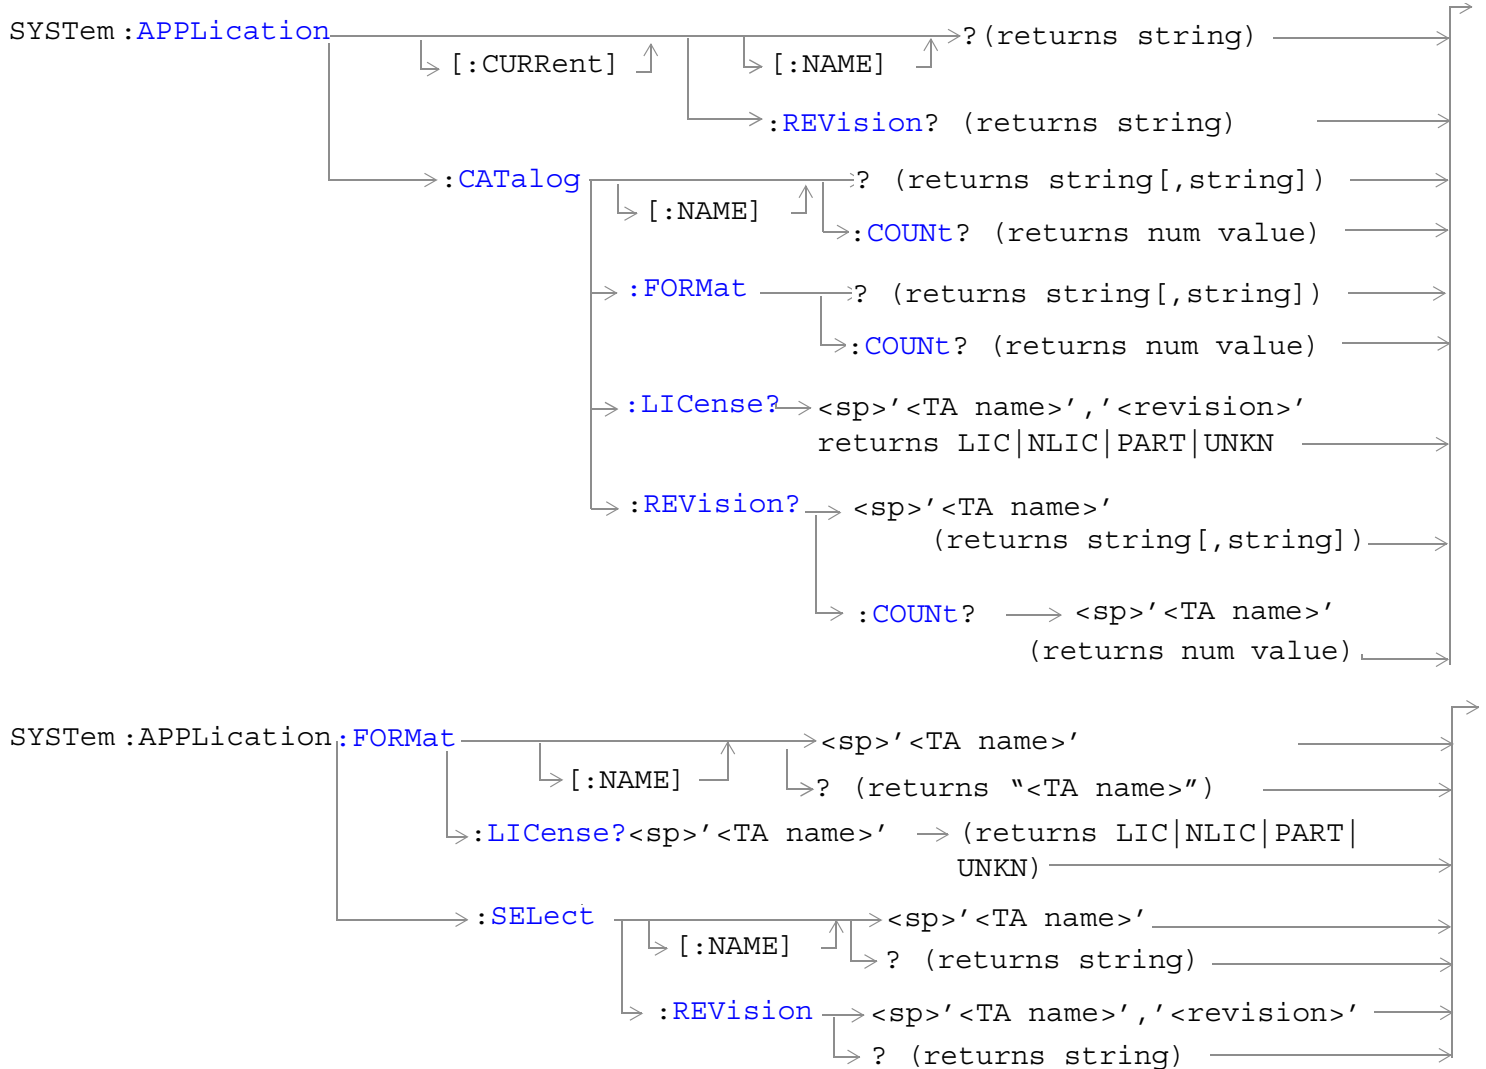 SYSTem :APPLication ?(returns string)
[:CURRent] [:NAME]
:REVision? (returns string)
:CATalog ? (returns string[,string])
[:NAME]
:COUNt? (returns num value)
:FORMat ? (returns string[,string])
:COUNt? (returns num value)
:LICense? <sp>’<TA name>’,’<revision>’
returns LIC|NLIC|PART|UNKN
:REVision? <sp>’<TA name>’
(returns string[,string])
:COUNt? <sp>’<TA name>’
(returns num value)
SYSTem :APPLication:FORMat <sp>’<TA name>’
[:NAME] ? (returns “<TA name>”)
:LICense?<sp>’<TA name>’ (returns LIC|NLIC|PART|
UNKN)
:SELect <sp>’<TA name>’
[:NAME] ? (returns string)
:REVision <sp>’<TA name>’,’<revision>’
? (returns string)